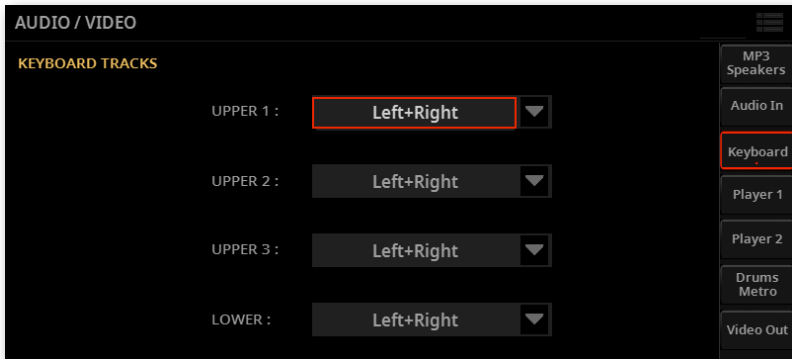 AUDIO / VIDEO
KEYBOARD TRACKS
UPPER 1 : Left+Right
UPPER 2 : Left+Right
UPPER 3 : Left+Right
LOWER : Left+Right
MP3
Speakers
Audio In
Keyboard
Player 1
Player 2
Drums
Metro
Video Out